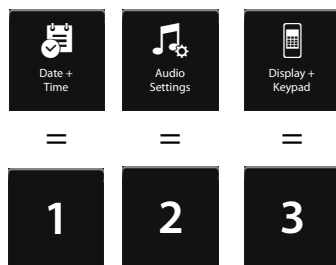 Date +
Time
Audio
Settings
Display +
Keypad
= = =
1 2 3